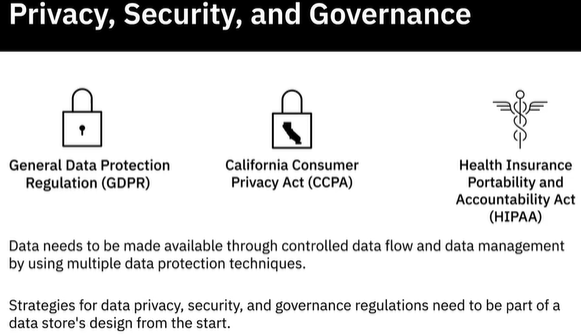 Privacy, Security, and Governance
General Data Protection
Regulation (GDPR)
California Consumer
Privacy Act (CCPA)
Health Insurance
Portability and
Accountability Act
(HIPAA)
Data needs to be made available through controlled data flow and data management
by using multiple data protection techniques.
Strategies for data privacy, security, and governance regulations need to be part of a
data store's design from the start.